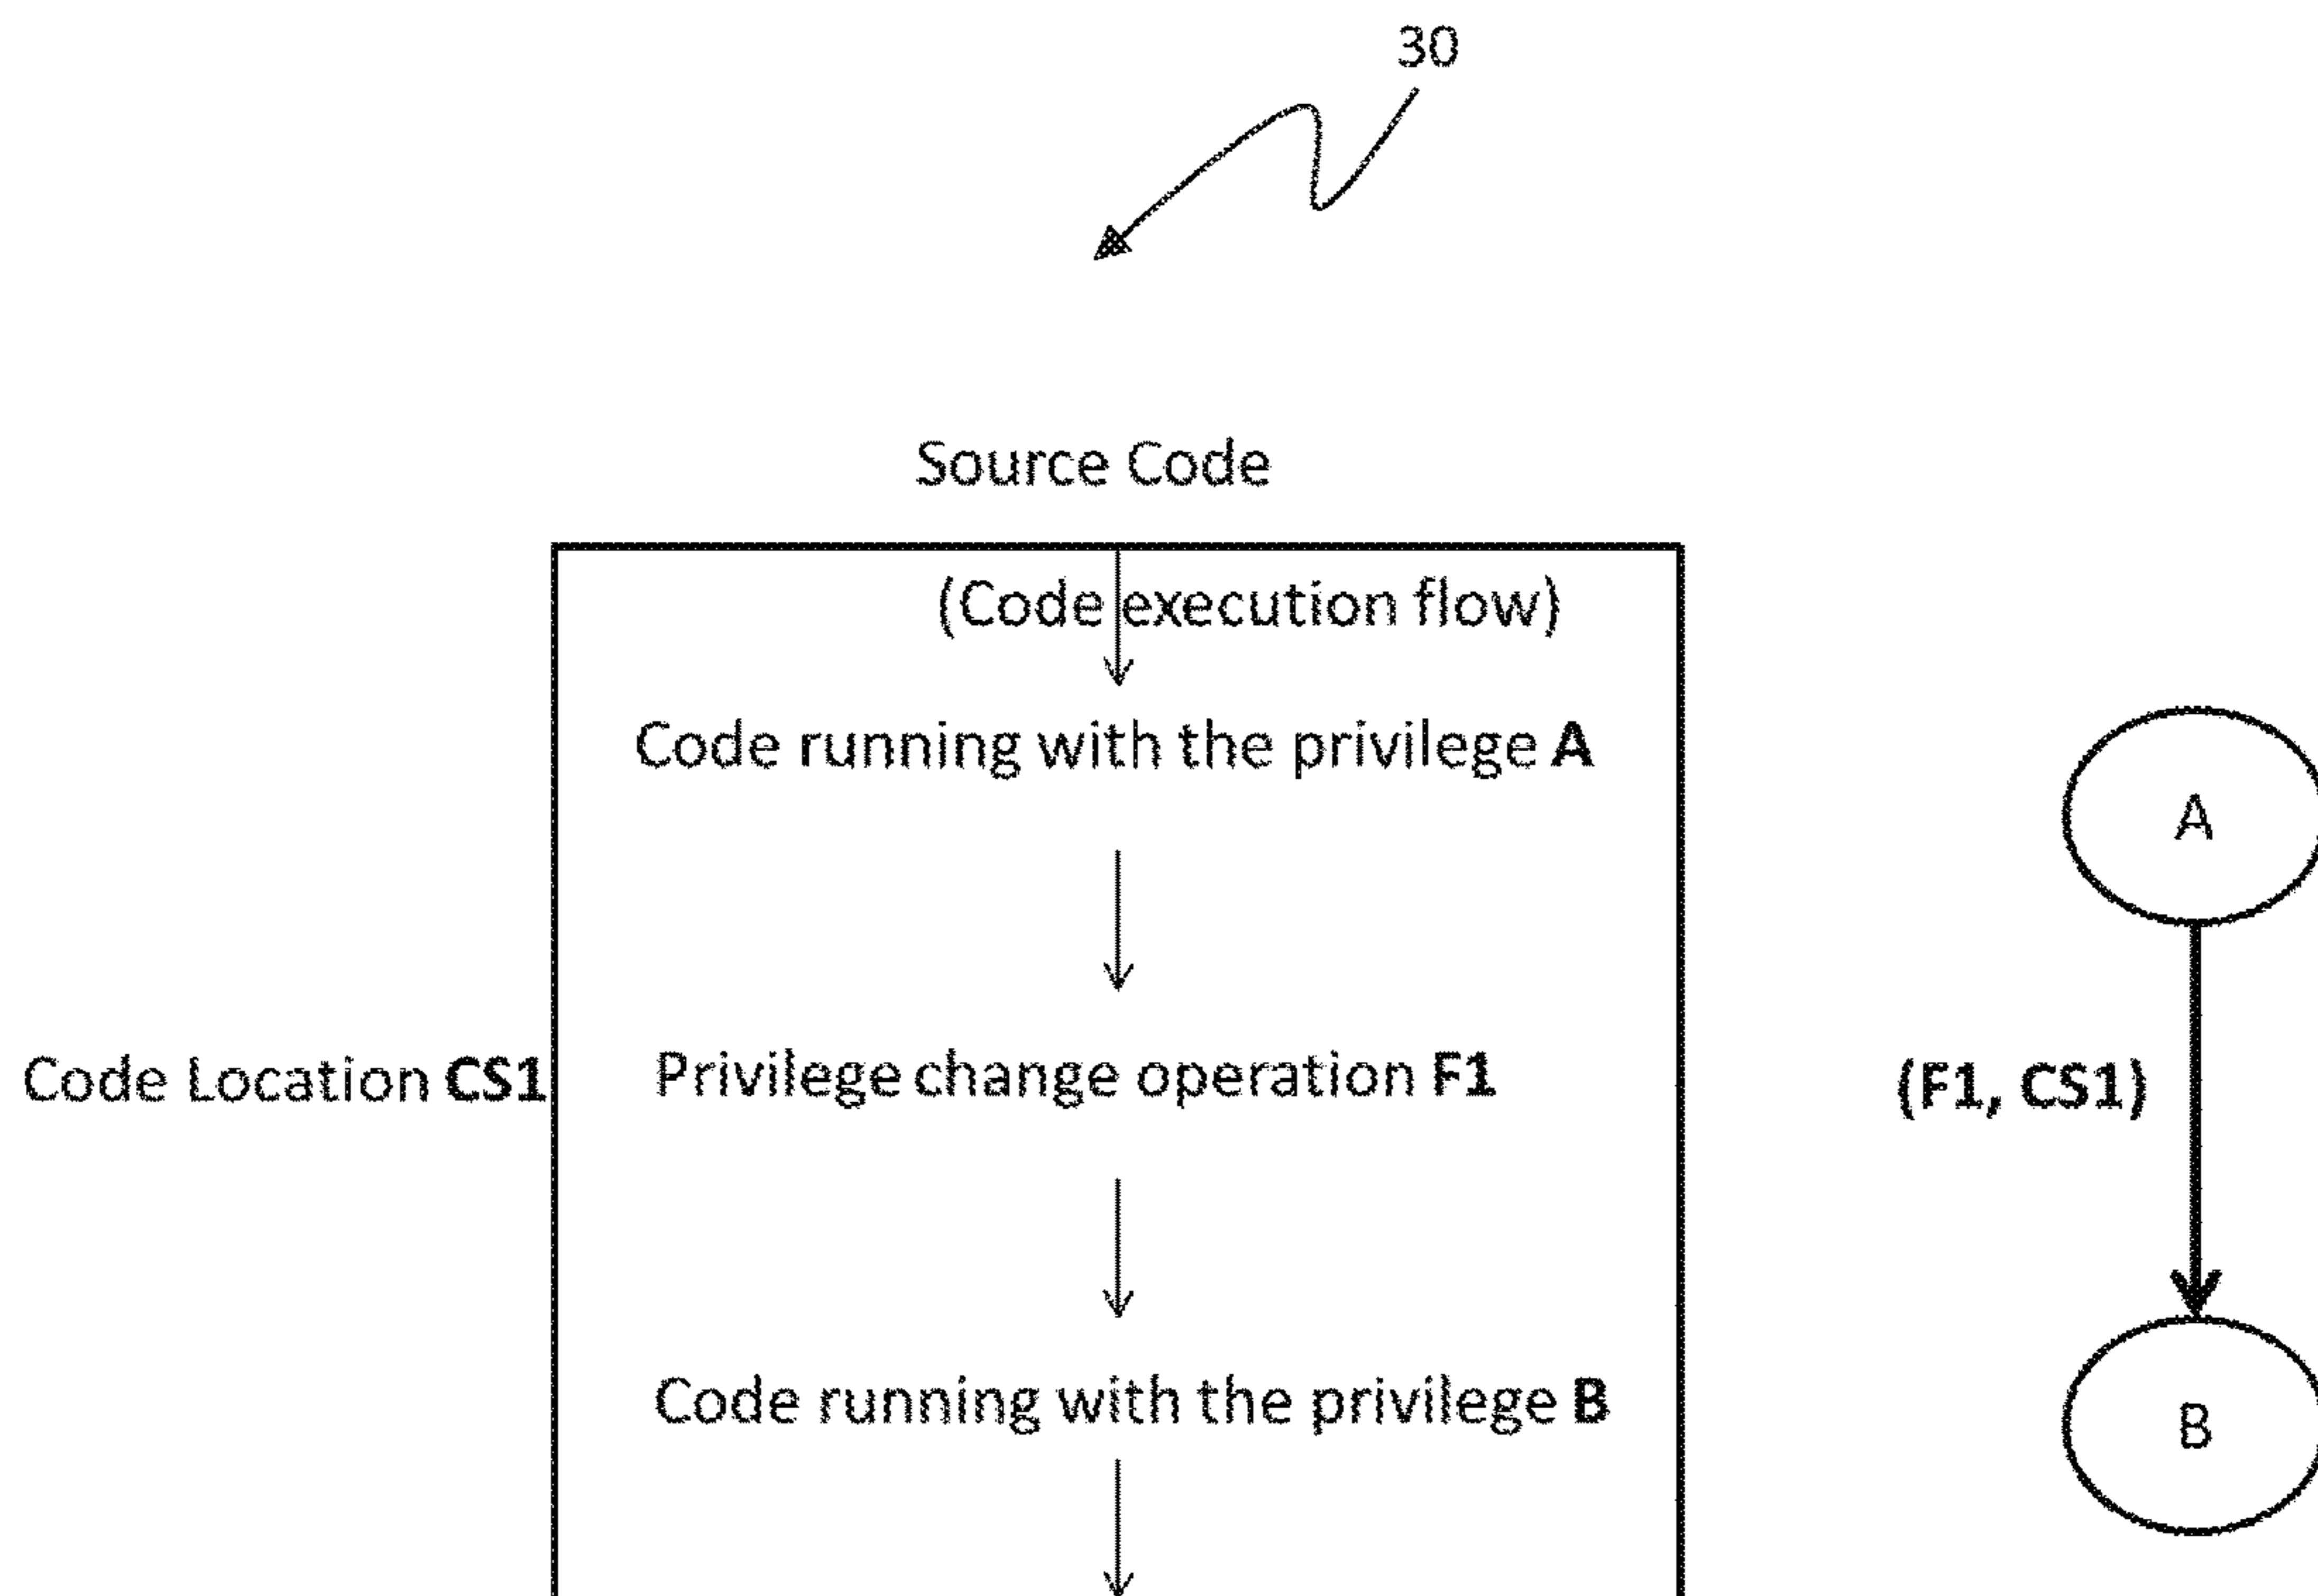 30
Source Code
(Code execution flow)
Code running with the privilege A
A
Code Location CS1
Privilege change operation F1
(F1, CS1)
Code running with the privilege B
B